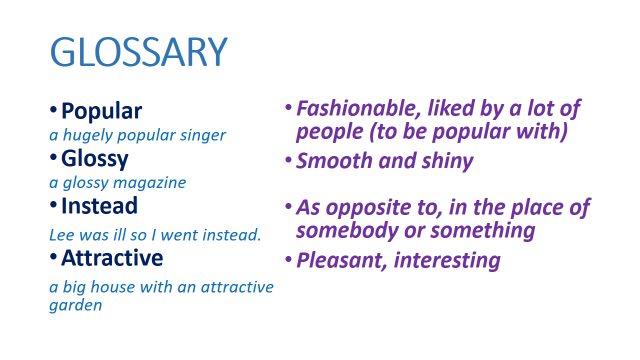 GLOSSARY
•Popular
a hugely popular singer
•Glossy
a glossy magazine
•Instead
Lee was ill so I went instead.
•Attractive
a big house with an attractive
garden
•Fashionable, liked by a lot of
people (to be popular with)
•Smooth and shiny
•As opposite to, in the place of
somebody or something
•Pleasant, interesting